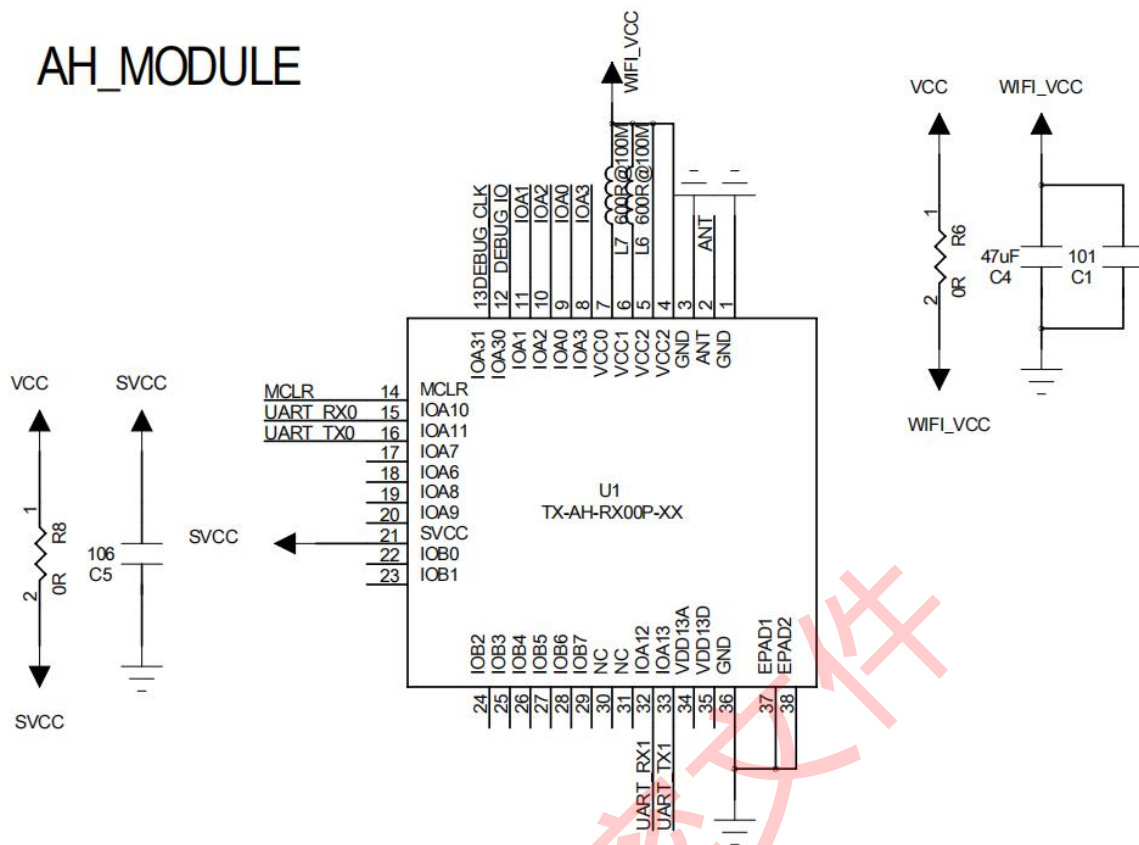 AH_MODULE
WIFI_VCC
VCC
WIFI_VCC
L7 600R@100M
L6 600R@100M
13 DEBUG_CLK
12 DEBUG_IO
11 IOA1
10 IOA2
9 IOA0
8 IOA3
7
6
5
4
3
2 ANT
1
1
R6
0R
2
WIFI_VCC
47uF
C4
101
C1
IOA31
IOA30
IOA1
IOA2
IOA0
IOA3
VCC0
VCC1
VCC2
VCC2
GND
ANT
GND
VCC
SVCC
1
R8
0R
2
SVCC
106
C5
MCLR 14 MCLR
UART_RX0 15 IOA10
UART_TX0 16 IOA11
17 IOA7
18 IOA6
19 IOA8
20 IOA9
SVCC 21 SVCC
22 IOB0
23 IOB1
U1
TX-AH-RX00P-XX
IOB2
IOB3
IOB4
IOB5
IOB6
IOB7
NC
NC
IOA12
IOA13
VDD13A
VDD13D
GND
EPAD1
EPAD2
24
25
26
27
28
29
30
31
32
33
34
35
36
37
38
UART_RX1
UART_TX1
文件